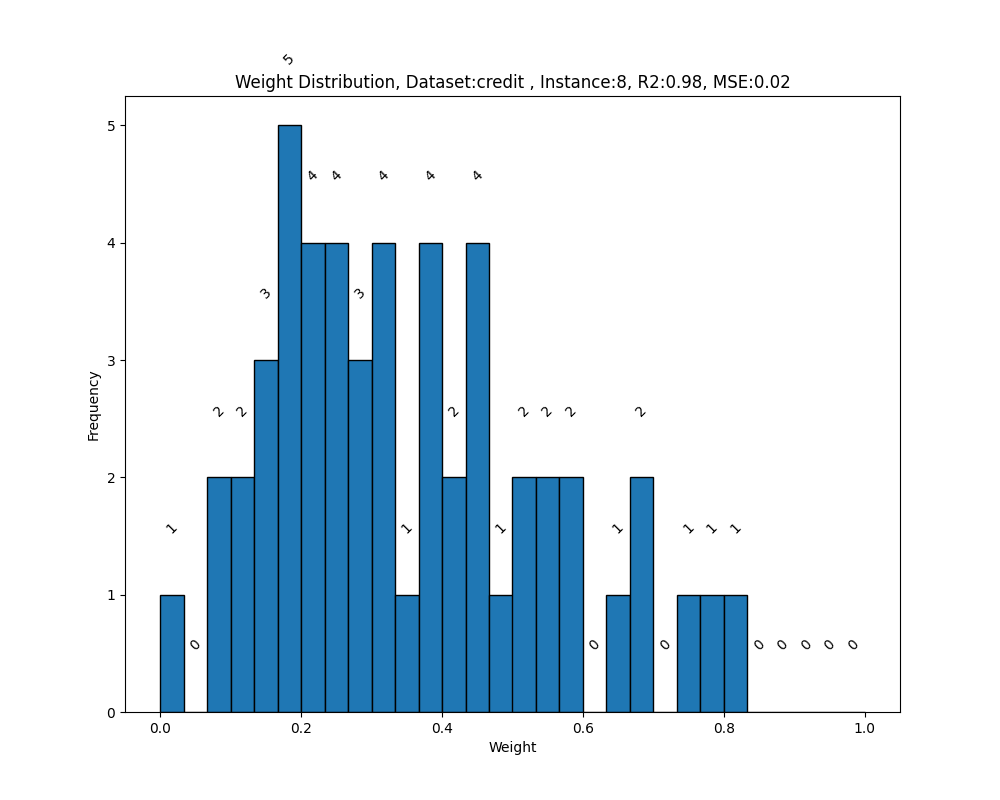 5
Weight Distribution, Dataset:credit , Instance:8, R2:0.98, MSE:0.02
5
4 4 4 4 4
4
3 3
3
Frequency
2 2 2 2 2 2 2
2
1 1 1 1 1 1 1
1
0 0 0 0 0 0 0 0
0
0.0 0.2 0.4 0.6 0.8 1.0
Weight